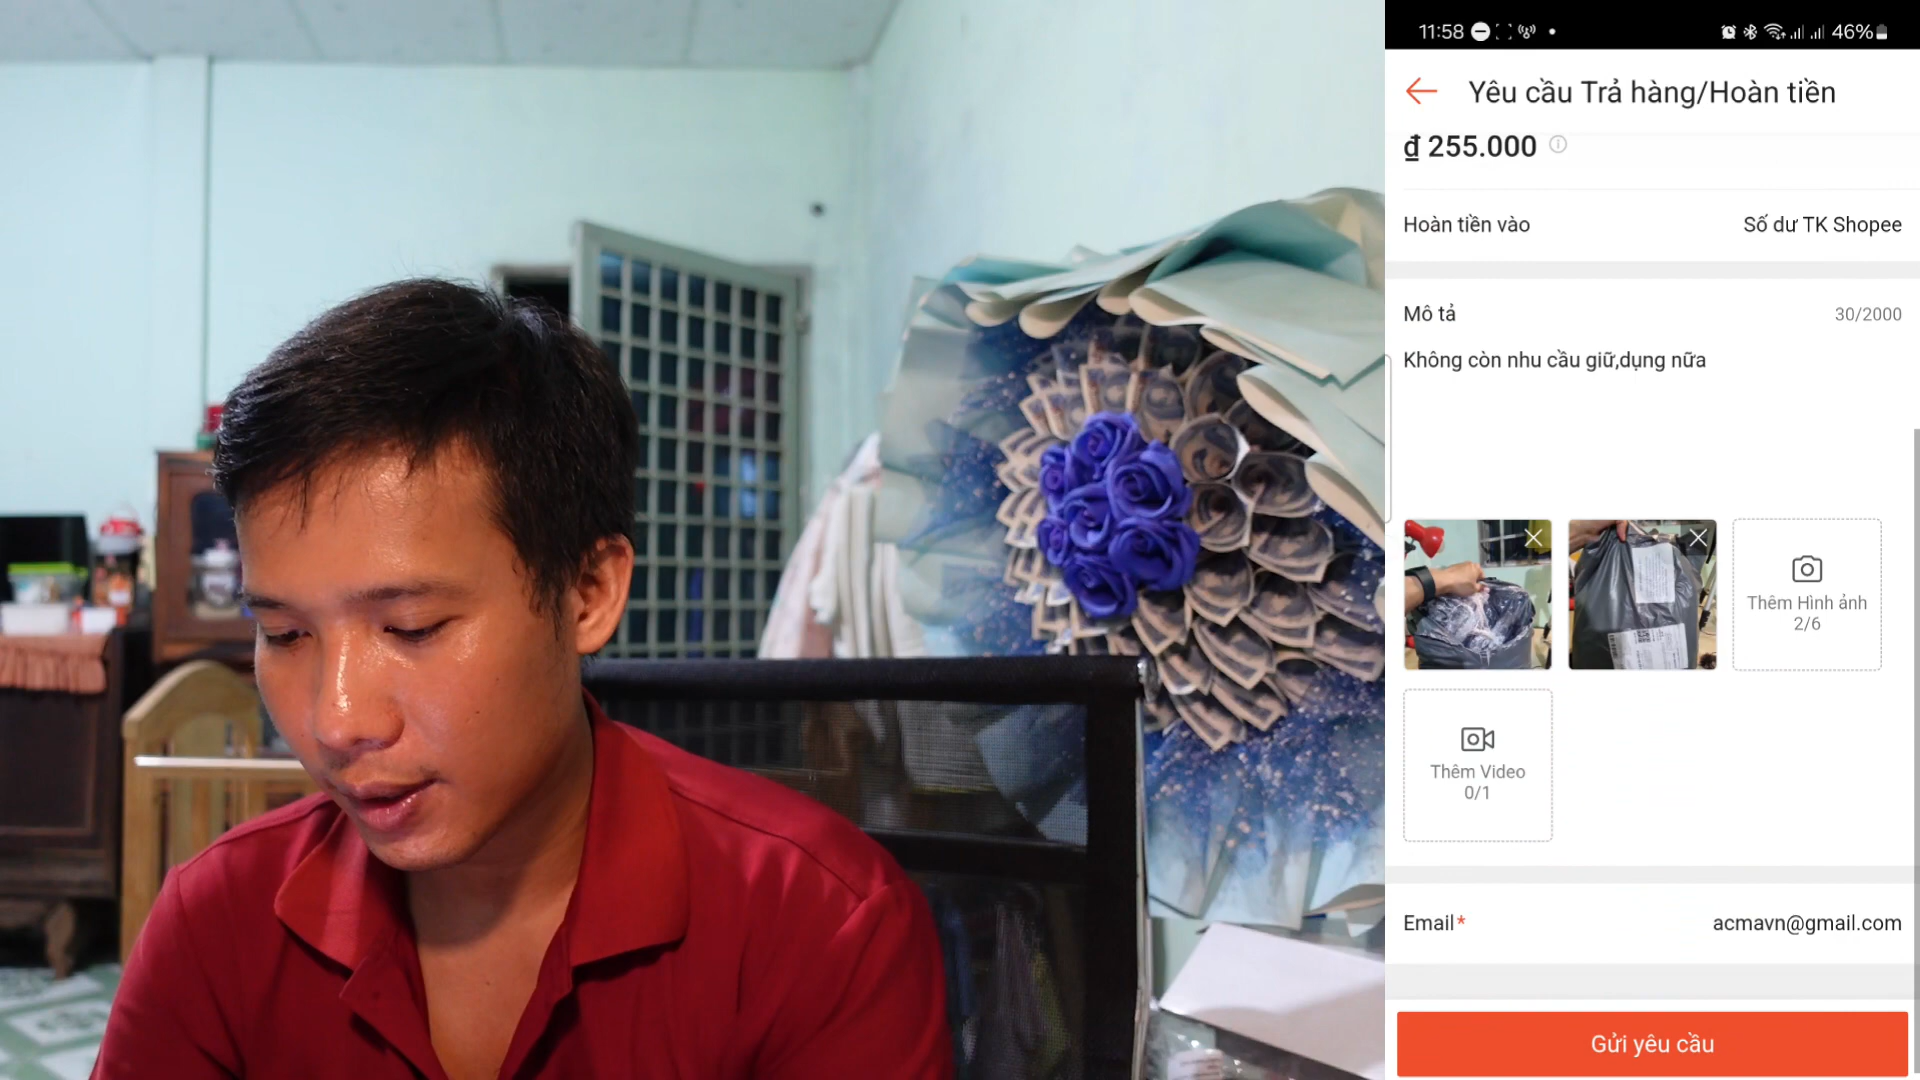 11:58
46%
Yêu cầu Trả hàng/Hoàn tiền
₫ 255.000
Hoàn tiền vào
Số dư TK Shopee
Mô tả
30/2000
Không còn nhu cầu giữ,dụng nữa
Thêm Hình ảnh
2/6
Thêm Video
0/1
Email*
acmavn@gmail.com
Gửi yêu cầu